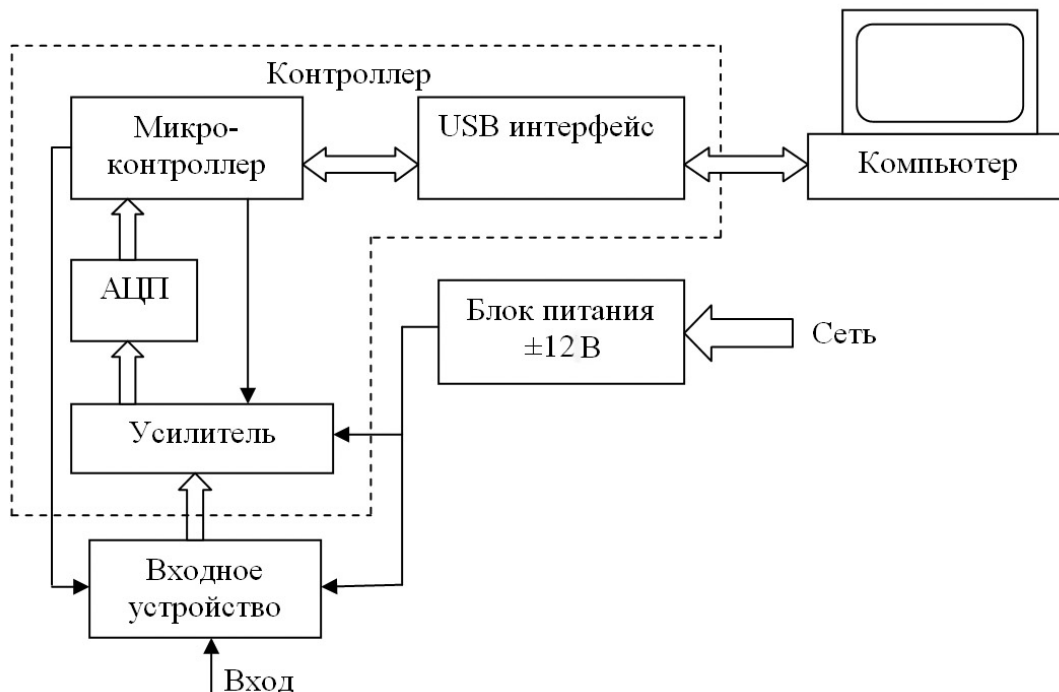 Контроллер
Микро-
контроллер
USB интерфейс
Компьютер
АЦП
Блок питания
±12 В
Сеть
Усилитель
Входное
устройство
Вход